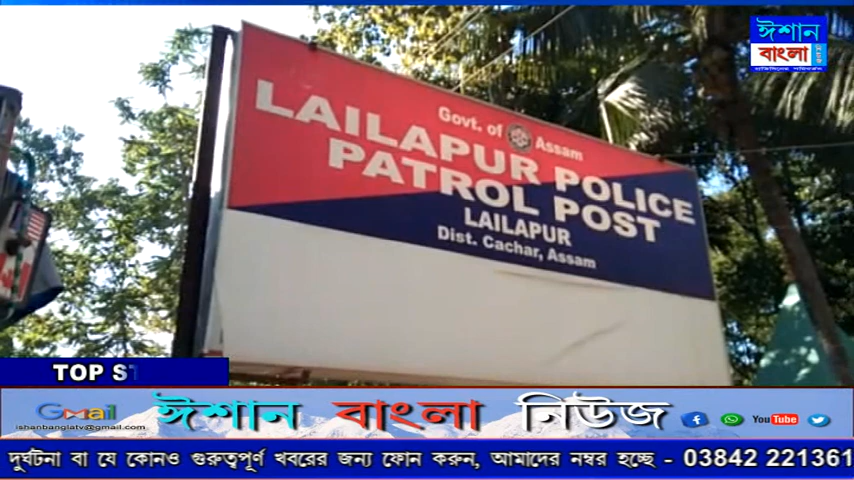 ঈশান
বাংলা
Govt. of Assam
LAILAPUR POLICE
PATROL POST
LAILAPUR
Dist. Cachar, Assam
TOP ST
Gmail
ishanbanglatv@gmail.com
ঈশান বাংলা নিউজ
YouTube
দুর্ঘটনা বা যে কোনও গুরুত্বপূর্ণ খবরের জন্য ফোন করুন, আমাদের নম্বর হচ্ছে - 03842 221361